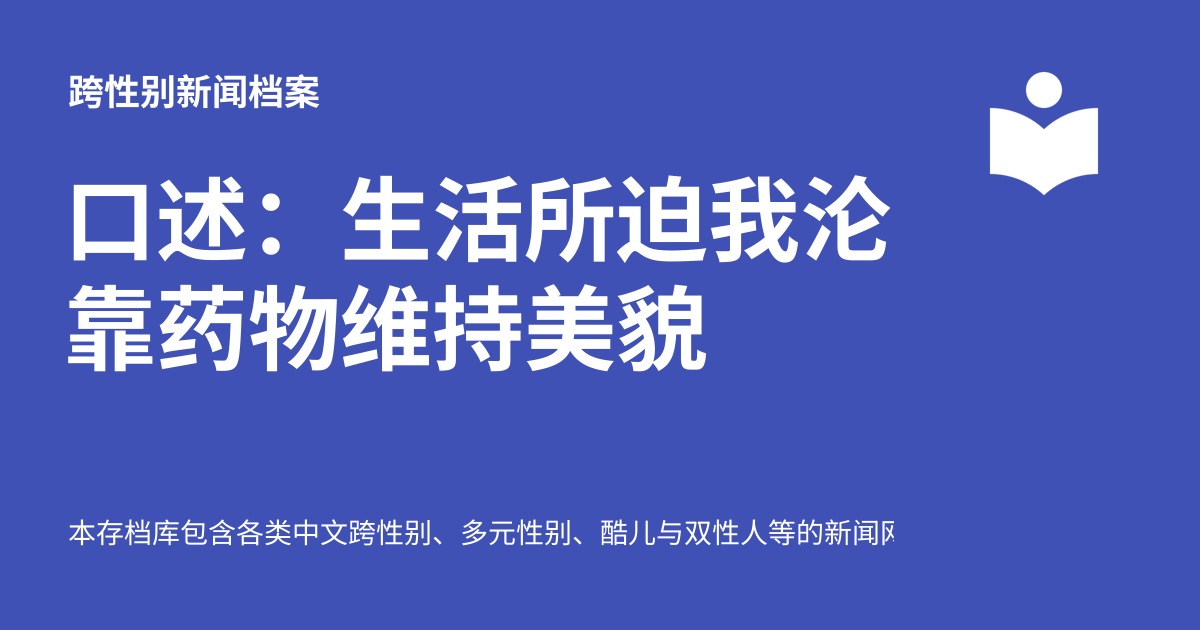 跨性别新闻档案
口述：生活所迫我沦
靠药物维持美貌
本存档库包含各类中文跨性别、多元性别、酷儿与双性人等的新闻